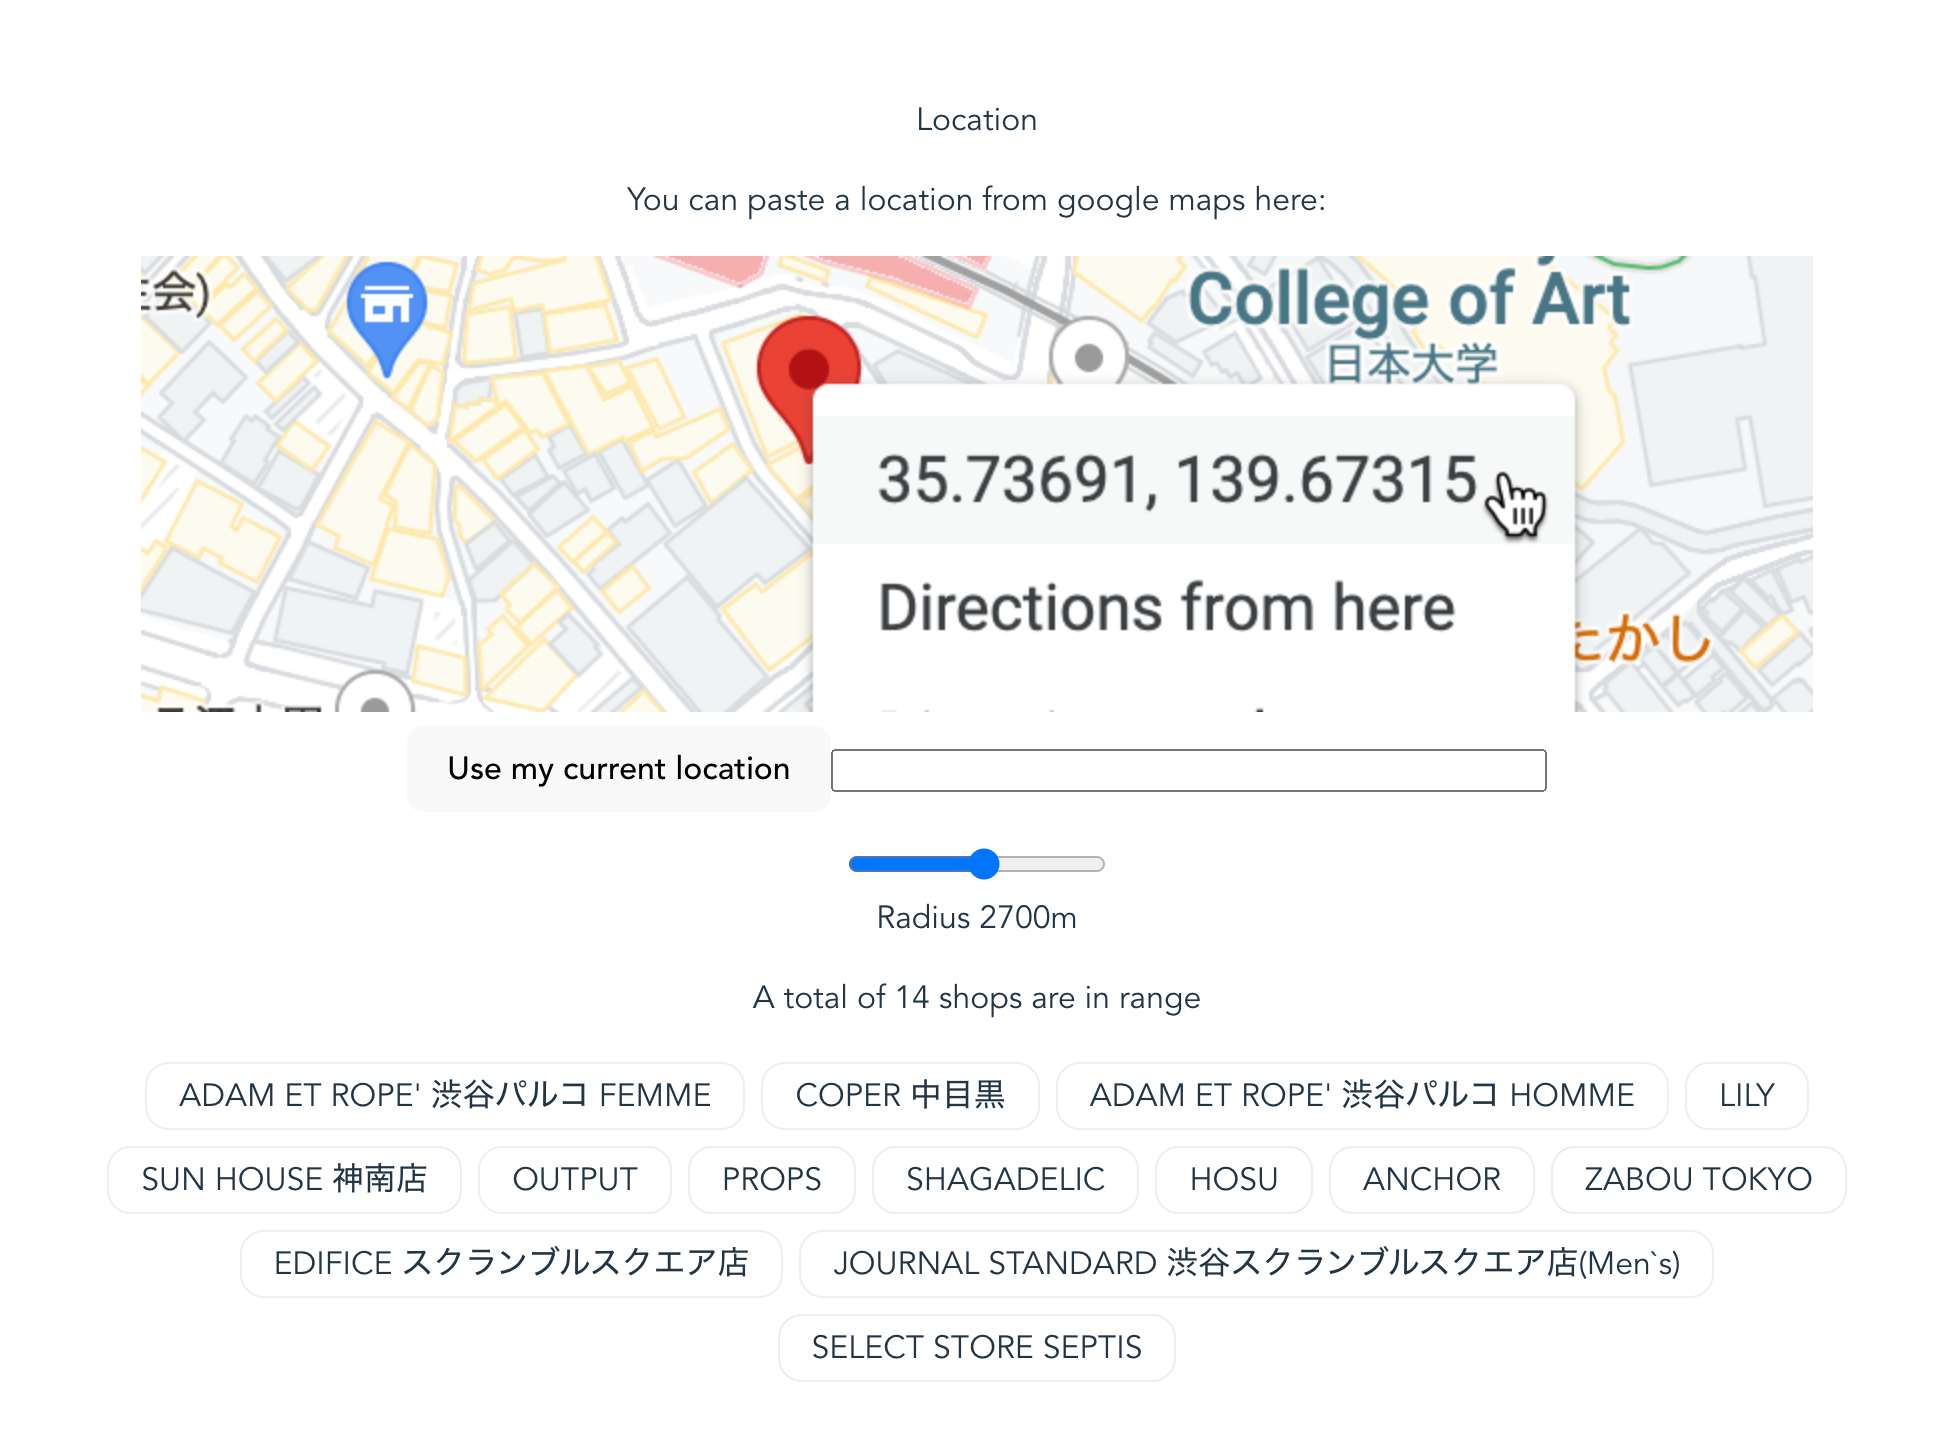 Location
You can paste a location from google maps here:
College of Art
日本大学
35.73691, 139.67315
Directions from here
たかし
Use my current location
Radius 2700m
A total of 14 shops are in range
ADAM ET ROPE' 渋谷パルコ FEMME COPER 中目黒 ADAM ET ROPE' 渋谷パルコ HOMME LILY
SUN HOUSE 神南店 OUTPUT PROPS SHAGADELIC HOSU ANCHOR ZABOU TOKYO
EDIFICE スクランブルスクエア店 JOURNAL STANDARD 渋谷スクランブルスクエア店(Men`s)
SELECT STORE SEPTIS